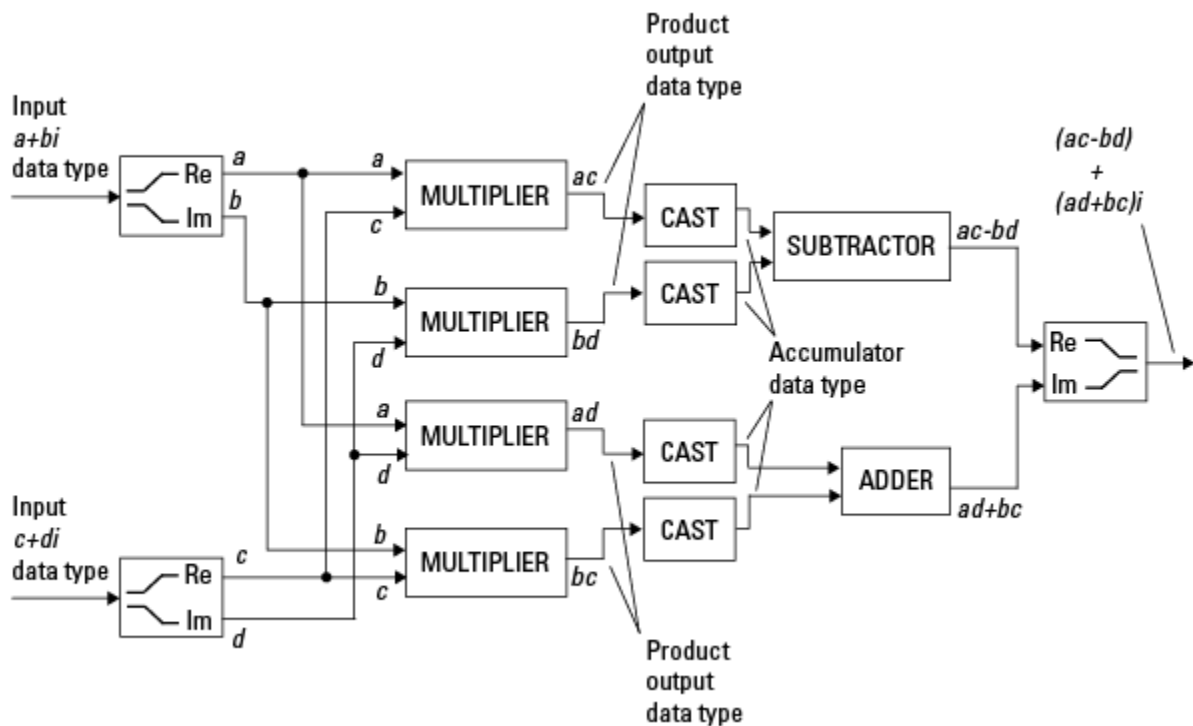 Product
output
data type
Input
a+bi
data type
Re
Im
a
b
a
c
MULTIPLIER
ac
CAST
SUBTRACTOR
ac-bd
(ac-bd)
+
(ad+bc)i
b
d
MULTIPLIER
bd
CAST
Accumulator
data type
Re
Im
a
d
MULTIPLIER
ad
CAST
ADDER
ad+bc
Input
c+di
data type
Re
Im
c
d
b
c
MULTIPLIER
bc
CAST
Product
output
data type